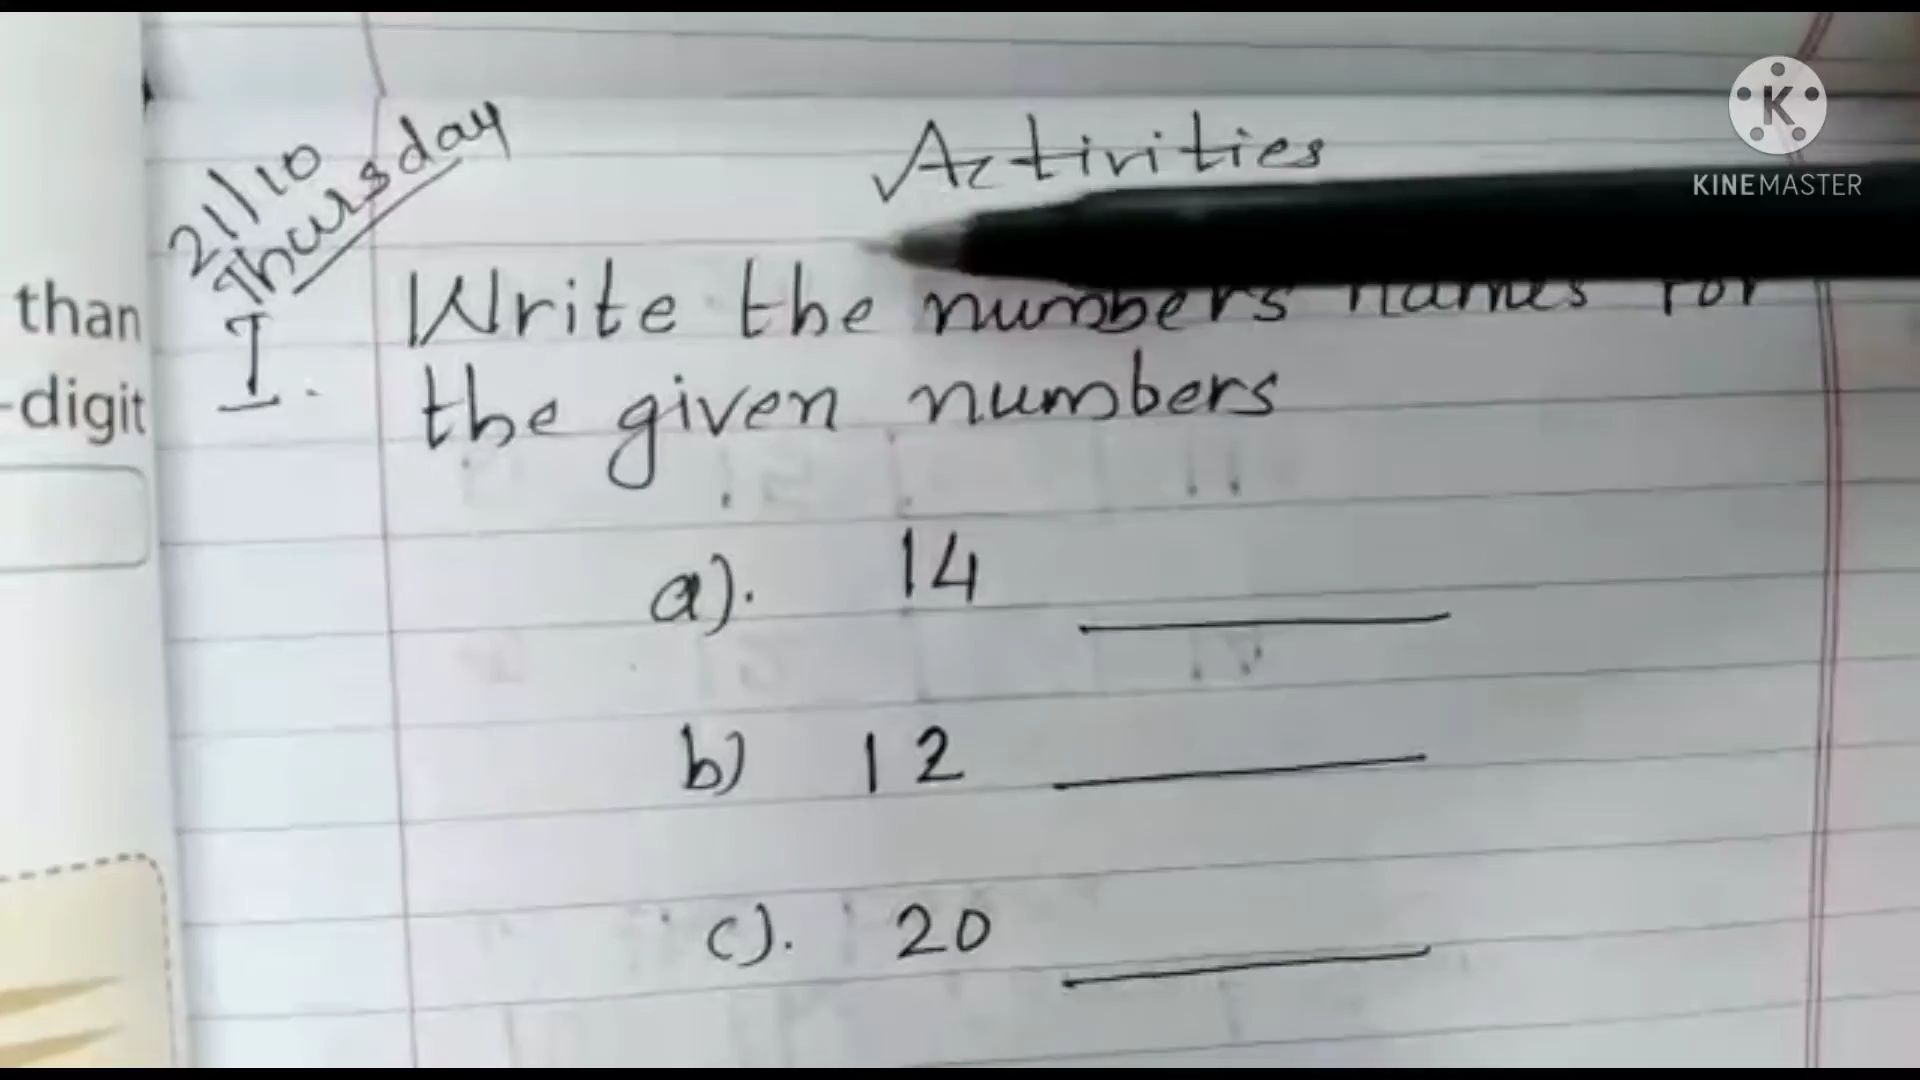 21/10
Thursday
Activities
KINEMASTER
I. Write the numbers names for
the given numbers
than
-digit
a). 14
b) 12
c). 20